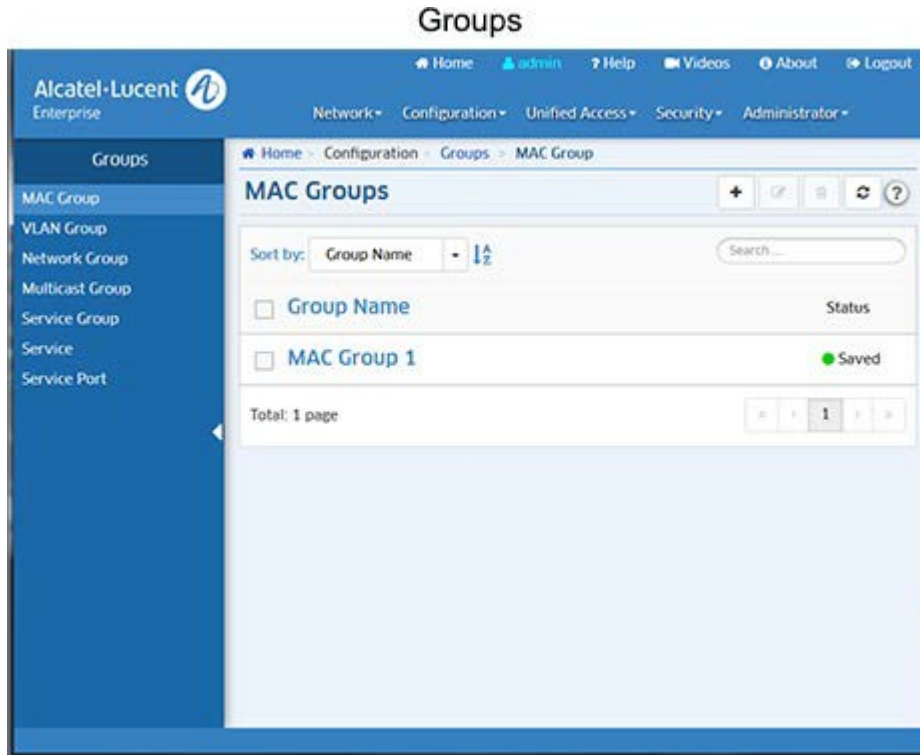 Groups
Home admin ? Help Videos About Logout
Alcatel·Lucent
Enterprise
Network Configuration Unified Access Security Administrator
Groups
MAC Group
VLAN Group
Network Group
Multicast Group
Service Group
Service
Service Port
Home > Configuration > Groups > MAC Group
MAC Groups
+ ?
Sort by: Group Name
A
Z
Search ...
Group Name Status
MAC Group 1 Saved
Total: 1 page
« ‹ 1 › »